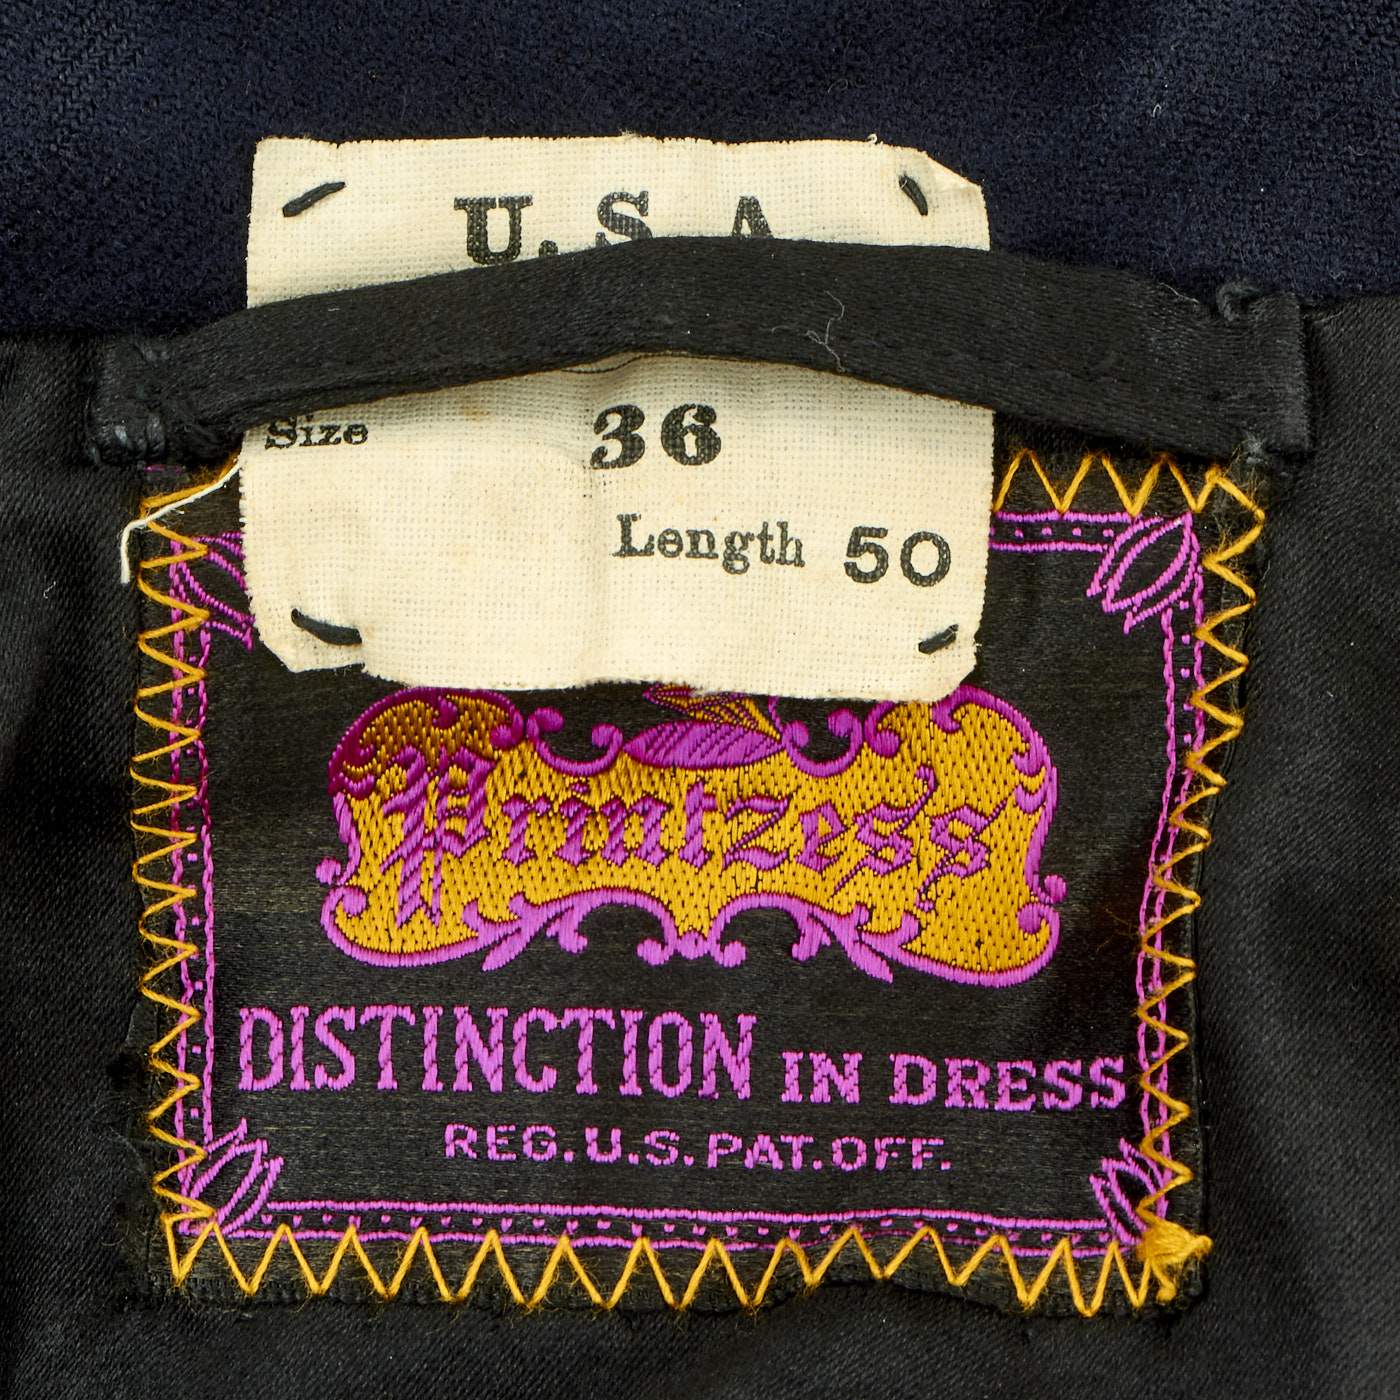 U. S. A
Size 36
Length 50
Printzess
DISTINCTION IN DRESS
REG. U.S. PAT. OFF.